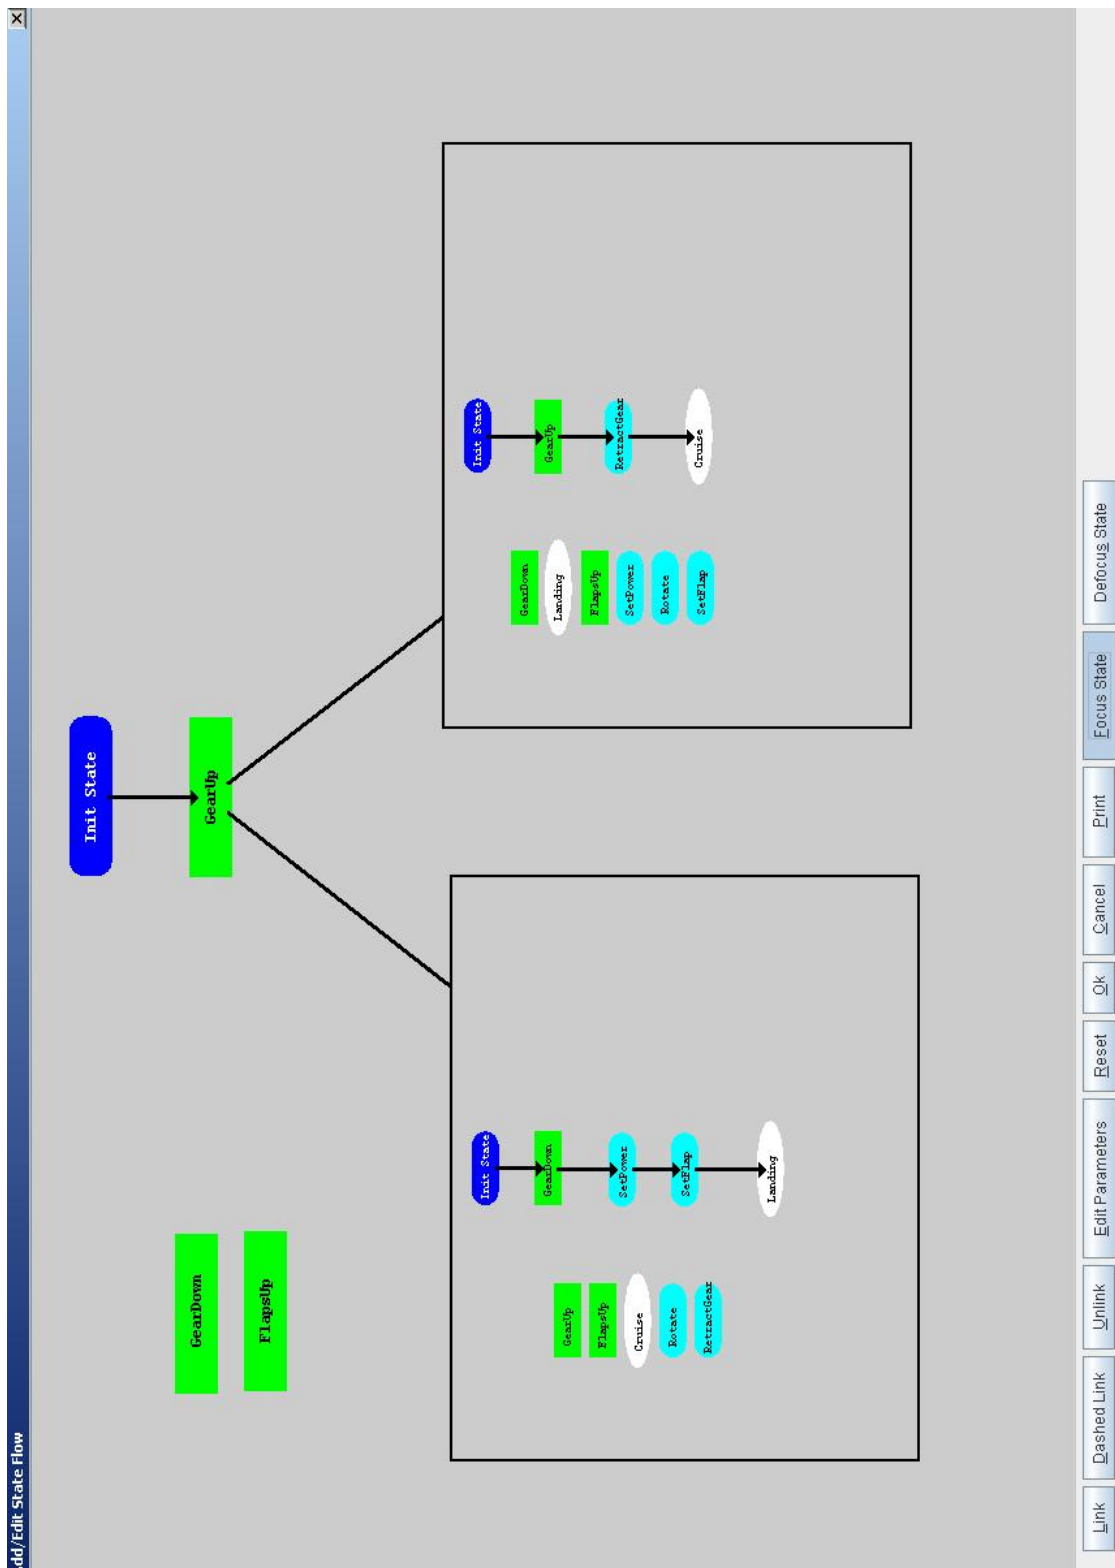 dd/Edit State Flow
Init State
GearDown
GearUp
FlapsUp
Init State
GearDown
SetPower
SetFlap
Landing
GearUp
FlapsUp
Cruise
Rotate
RetractGear
Init State
GearUp
RetractGear
Cruise
GearDown
Landing
FlapsUp
SetPower
Rotate
SetFlap
Link
Dashed Link
Unlink
Edit Parameters
Reset
Ok
Cancel
Print
Focus State
Defocus State